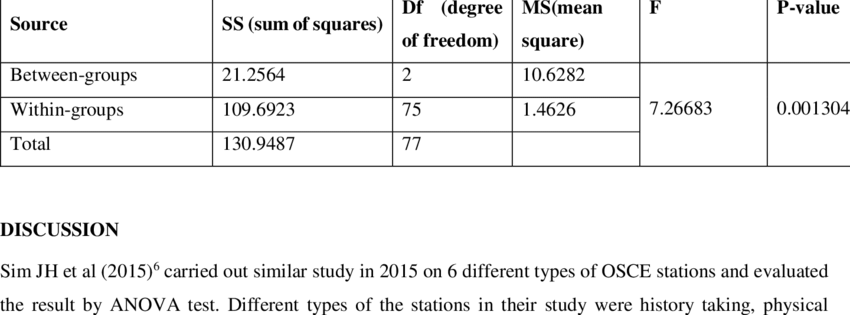 Source SS (sum of squares) Df (degree of freedom) MS(mean square) F P-value
Between-groups 21.2564 2 10.6282
Within-groups 109.6923 75 1.4626 7.26683 0.001304
Total 130.9487 77
DISCUSSION
Sim JH et al (2015)6 carried out similar study in 2015 on 6 different types of OSCE stations and evaluated
the result by ANOVA test. Different types of the stations in their study were history taking, physical